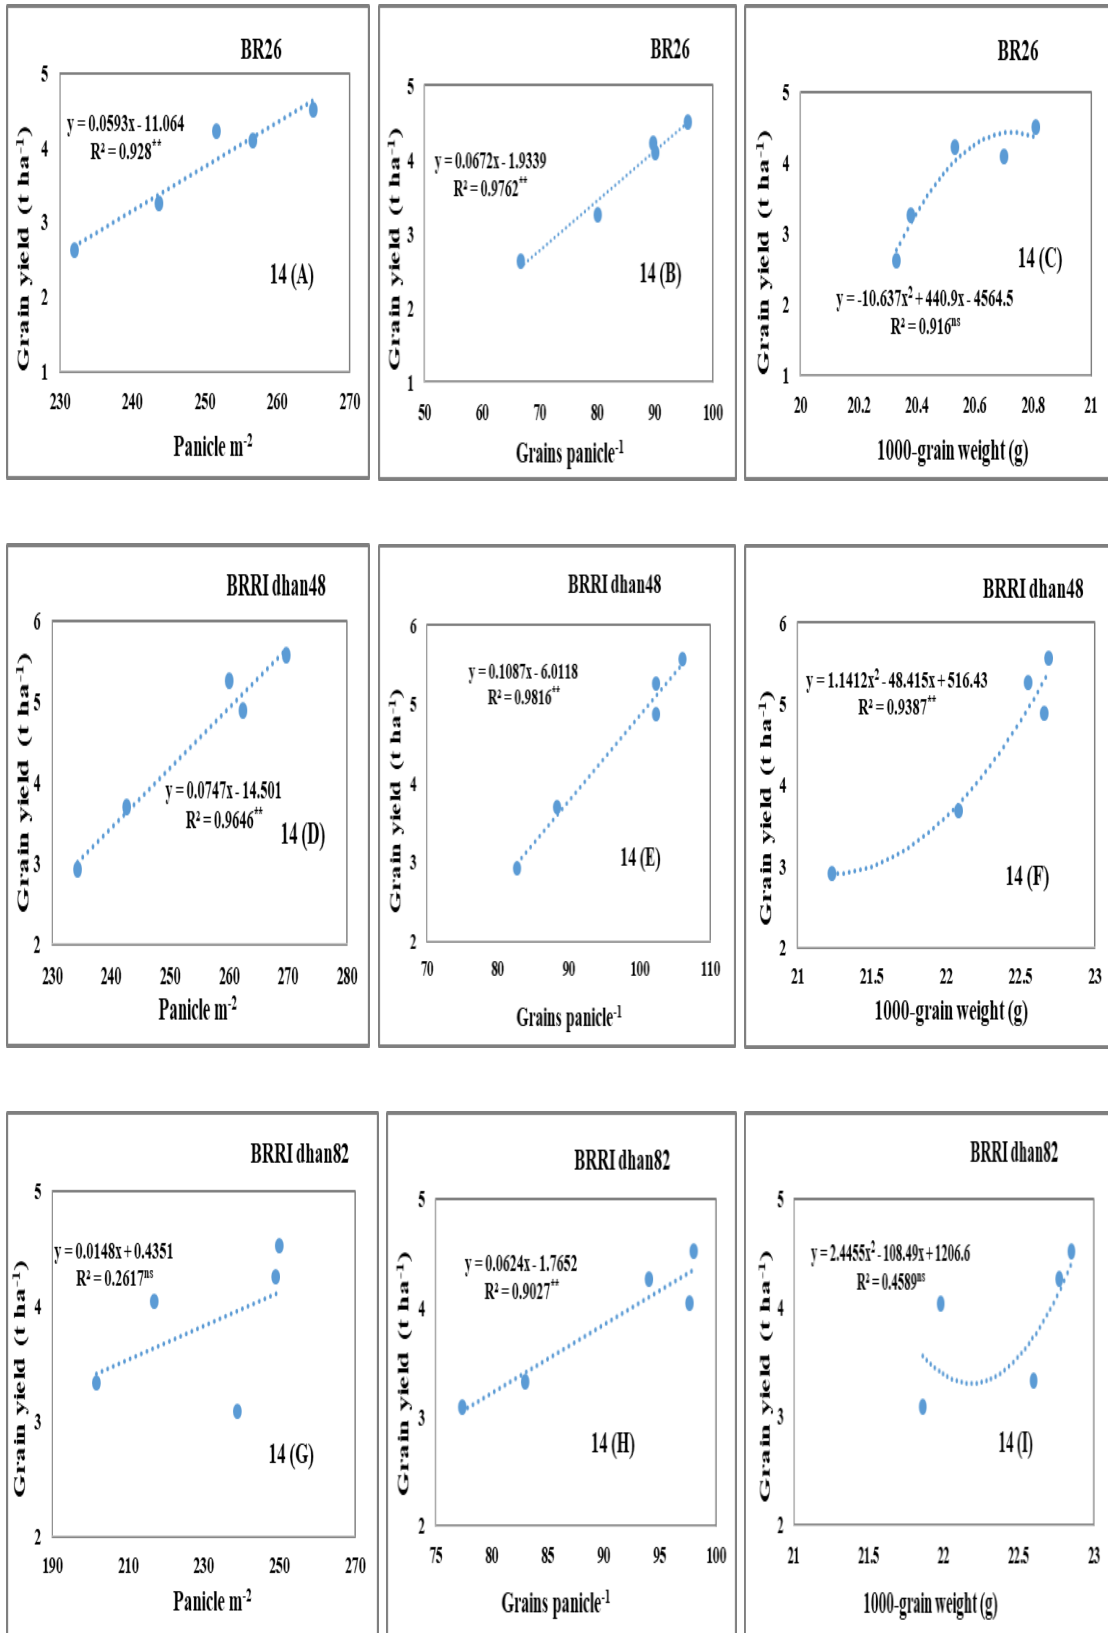 BR26
5
4
3
2
1
230
240
250
260
270
Grain yield (t ha⁻¹)
y = 0.0593x - 11.064
R² = 0.928**
14 (A)
Panicle m⁻²
BR26
5
4
3
2
1
50
60
70
80
90
100
Grain yield (t ha⁻¹)
y = 0.0672x - 1.9339
R² = 0.9762**
14 (B)
Grains panicle⁻¹
BR26
5
4
3
2
1
20
20.2
20.4
20.6
20.8
21
Grain yield (t ha⁻¹)
14 (C)
y = -10.637x² + 440.9x - 4564.5
R² = 0.916ⁿˢ
1000-grain weight (g)
BRRI dhan48
6
5
4
3
2
230
240
250
260
270
280
Grain yield (t ha⁻¹)
y = 0.0747x - 14.501
R² = 0.9646**
14 (D)
Panicle m⁻²
BRRI dhan48
6
5
4
3
2
70
80
90
100
110
Grain yield (t ha⁻¹)
y = 0.1087x - 6.0118
R² = 0.9816**
14 (E)
Grains panicle⁻¹
BRRI dhan48
6
5
4
3
2
21
21.5
22
22.5
23
Grain yield (t ha⁻¹)
y = 1.1412x² - 48.415x + 516.43
R² = 0.9387**
14 (F)
1000-grain weight (g)
BRRI dhan82
5
4
3
2
190
210
230
250
270
Grain yield (t ha⁻¹)
y = 0.0148x + 0.4351
R² = 0.2617ⁿˢ
14 (G)
Panicle m⁻²
BRRI dhan82
5
4
3
2
75
80
85
90
95
100
Grain yield (t ha⁻¹)
y = 0.0624x - 1.7652
R² = 0.9027**
14 (H)
Grains panicle⁻¹
BRRI dhan82
5
4
3
2
21
21.5
22
22.5
23
Grain yield (t ha⁻¹)
y = 2.4455x² - 108.49x + 1206.6
R² = 0.4589ⁿˢ
14 (I)
1000-grain weight (g)